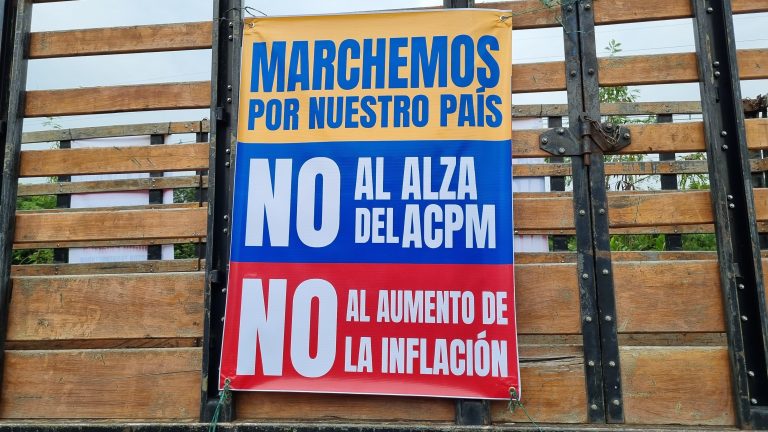 MARCHEMOS
POR NUESTRO PAÍS
NO AL ALZA
DEL ACPM
NO AL AUMENTO DE
LA INFLACIÓN